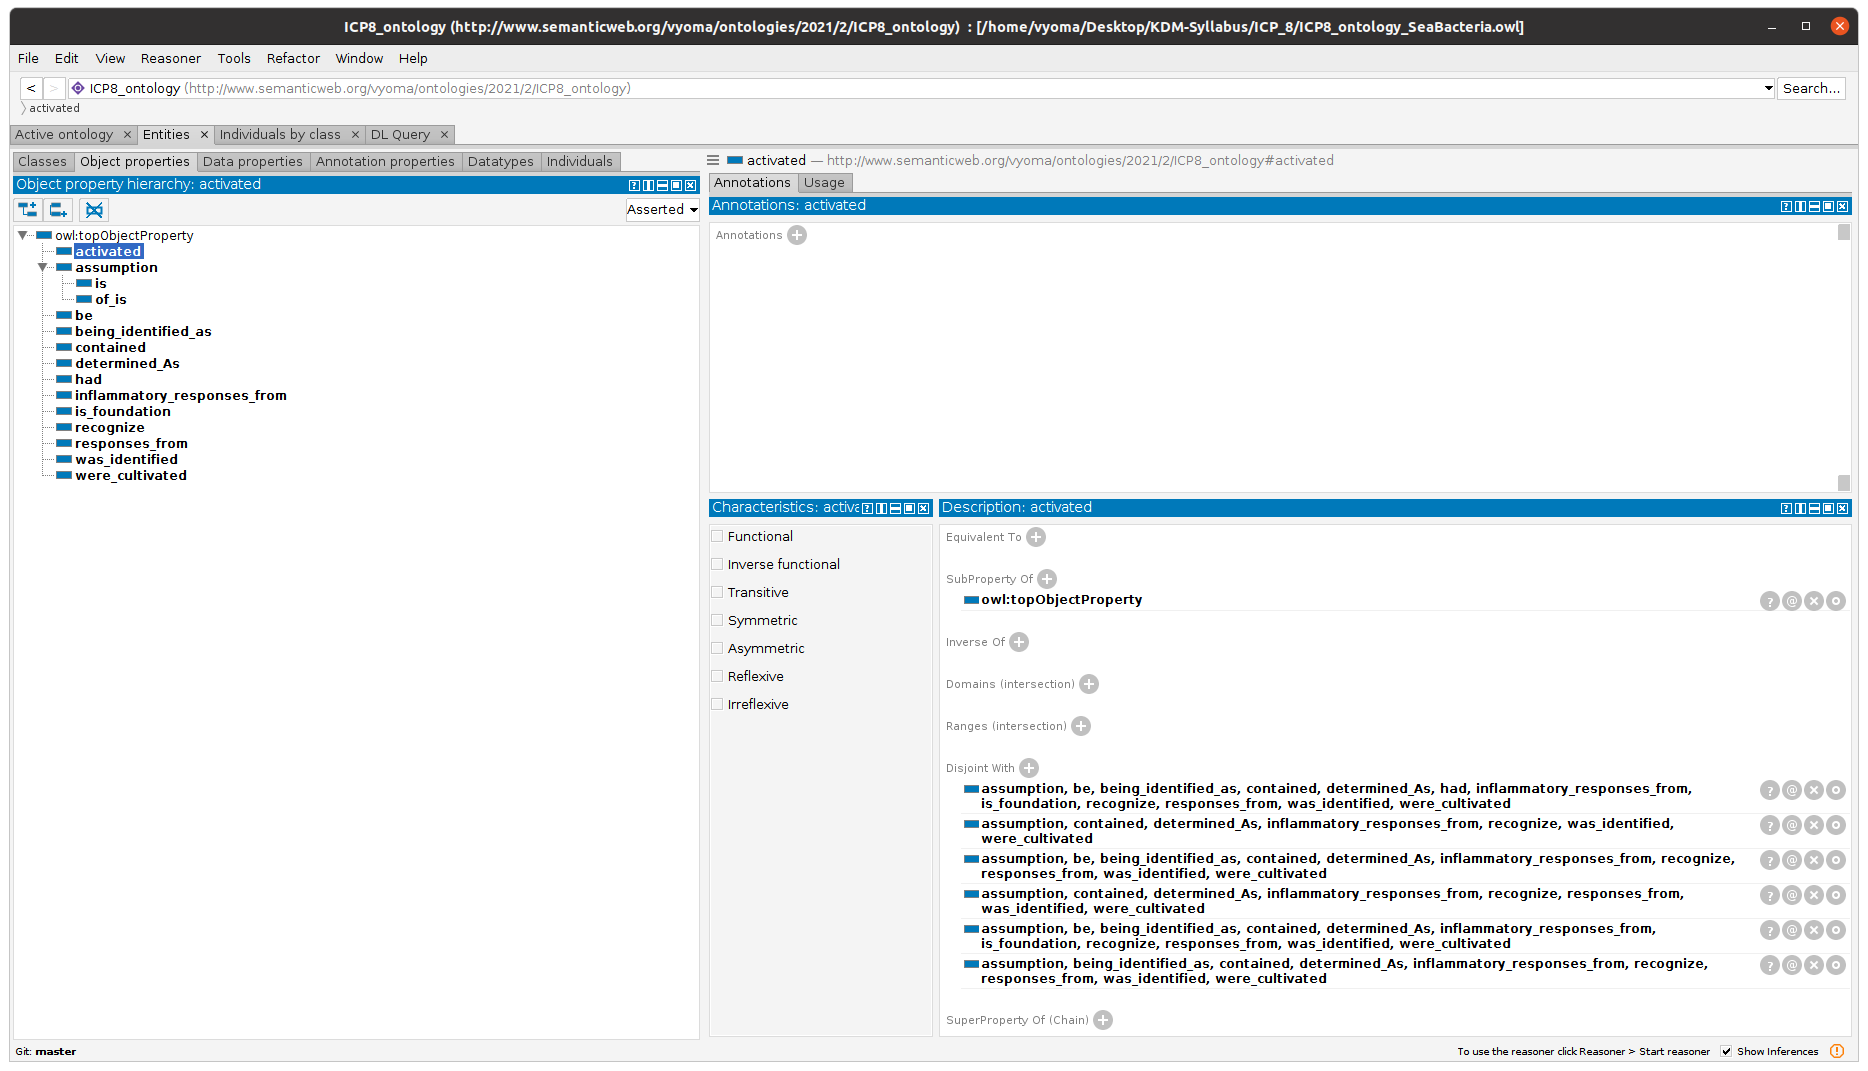 ICP8_ontology (http://www.semanticweb.org/vyoma/ontologies/2021/2/ICP8_ontology) : [/home/vyoma/Desktop/KDM-Syllabus/ICP_8/ICP8_ontology_SeaBacteria.owl]
File Edit View Reasoner Tools Refactor Window Help
< > ICP8_ontology (http://www.semanticweb.org/vyoma/ontologies/2021/2/ICP8_ontology) Search...
activated
Active ontology × Entities × Individuals by class × DL Query ×
Classes Object properties Data properties Annotation properties Datatypes Individuals
Object property hierarchy: activated
Asserted
owl:topObjectProperty
activated
assumption
is
of_is
be
being_identified_as
contained
determined_As
had
inflammatory_responses_from
is_foundation
recognize
responses_from
was_identified
were_cultivated
activated — http://www.semanticweb.org/vyoma/ontologies/2021/2/ICP8_ontology#activated
Annotations Usage
Annotations: activated
Annotations
Characteristics: activa
Functional
Inverse functional
Transitive
Symmetric
Asymmetric
Reflexive
Irreflexive
Description: activated
Equivalent To
SubProperty Of
owl:topObjectProperty
Inverse Of
Domains (intersection)
Ranges (intersection)
Disjoint With
assumption, be, being_identified_as, contained, determined_As, had, inflammatory_responses_from,
is_foundation, recognize, responses_from, was_identified, were_cultivated
assumption, contained, determined_As, inflammatory_responses_from, recognize, was_identified,
were_cultivated
assumption, be, being_identified_as, contained, determined_As, inflammatory_responses_from, recognize,
responses_from, was_identified, were_cultivated
assumption, contained, determined_As, inflammatory_responses_from, recognize, responses_from,
was_identified, were_cultivated
assumption, be, being_identified_as, contained, determined_As, inflammatory_responses_from,
is_foundation, recognize, responses_from, was_identified, were_cultivated
assumption, being_identified_as, contained, determined_As, inflammatory_responses_from, recognize,
responses_from, was_identified, were_cultivated
SuperProperty Of (Chain)
Git: master
To use the reasoner click Reasoner > Start reasoner Show Inferences